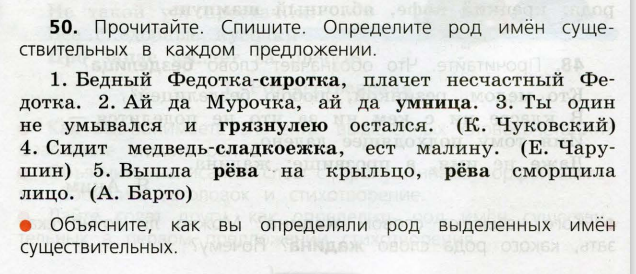 50. Прочитайте. Спишите. Определите род имён суще-
ствительных в каждом предложении.
1. Бедный Федотка-сиротка, плачет несчастный Фе-
дотка. 2. Ай да Мурочка, ай да умница. 3. Ты один
не умывался и грязнулею остался. (К. Чуковский)
4. Сидит медведь-сладкоежка, ест малину. (Е. Чару-
шин) 5. Вышла рёва на крыльцо, рёва сморщила
лицо. (А. Барто)
Объясните, как вы определяли род выделенных имён
существительных.